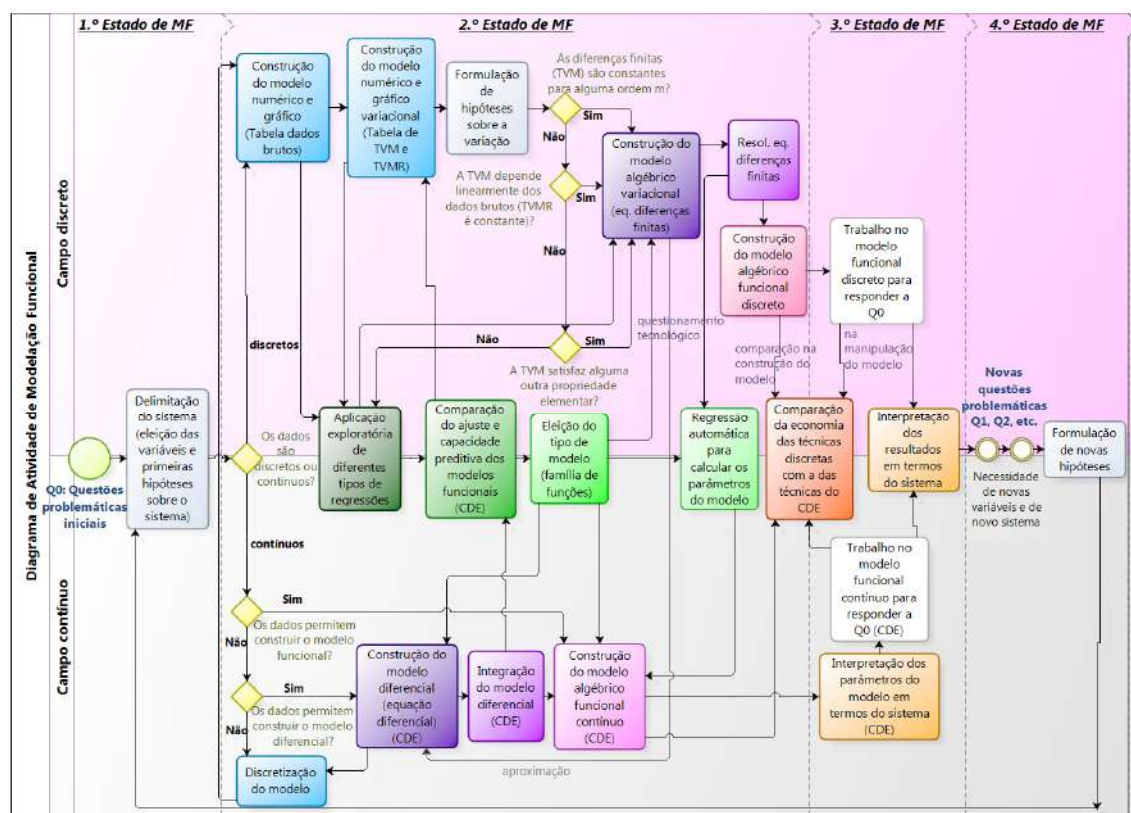 1.º Estado de MF
2.º Estado de MF
3.º Estado de MF
4.º Estado de MF
Diagrama de Atividade de Modelação Funcional
Campo discreto
Campo contínuo
Construção
do modelo
numérico e
gráfico
(Tabela dados
brutos)
Construção
do modelo
numérico e
gráfico
variacional
(Tabela de
TVM e
TVMR)
Formulação
de
hipóteses
sobre a
variação
As diferenças finitas
(TVM) são constantes
para alguma ordem m?
Sim
Não
A TVM depende
linearmente dos
dados brutos (TVMR
é constante)?
Sim
Não
Construção do
modelo
algébrico
variacional
(eq. diferenças
finitas)
Resol. eq.
diferenças
finitas
Construção
do modelo
algébrico
funcional
discreto
Trabalho no
modelo
funcional
discreto para
responder a
Q0
discretos
Não
Sim
A TVM satisfaz alguma
outra propriedade
elementar?
questionamento
tecnológico
comparação na
construção do
modelo
na
manipulação
do modelo
Q0: Questões
problemáticas
iniciais
Delimitação
do sistema
(eleição das
variáveis e
primeiras
hipóteses
sobre o
sistema)
Os dados
são
discretos ou
contínuos?
Aplicação
exploratória
de
diferentes
tipos de
regressões
Comparação
do ajuste e
capacidade
preditiva dos
modelos
funcionais
(CDE)
Eleição do
tipo de
modelo
(família de
funções)
Regressão
automática
para
calcular os
parâmetros
do modelo
Comparação
da economia
das técnicas
discretas
com a das
técnicas do
CDE
Interpretação
dos
resultados
em termos
do sistema
Novas
questões
problemáticas
Q1, Q2, etc.
Necessidade
de novas
variáveis e de
novo sistema
Formulação
de novas
hipóteses
contínuos
Sim
Não
Os dados permitem
construir o modelo
funcional?
Sim
Não
Os dados permitem
construir o modelo
diferencial?
Construção do
modelo
diferencial
(equação
diferencial)
(CDE)
Integração
do modelo
diferencial
(CDE)
Construção
do modelo
algébrico
funcional
contínuo
(CDE)
Trabalho no
modelo
funcional
contínuo para
responder a
Q0 (CDE)
Interpretação dos
parâmetros do
modelo em
termos do sistema
(CDE)
Discretização
do modelo
aproximação